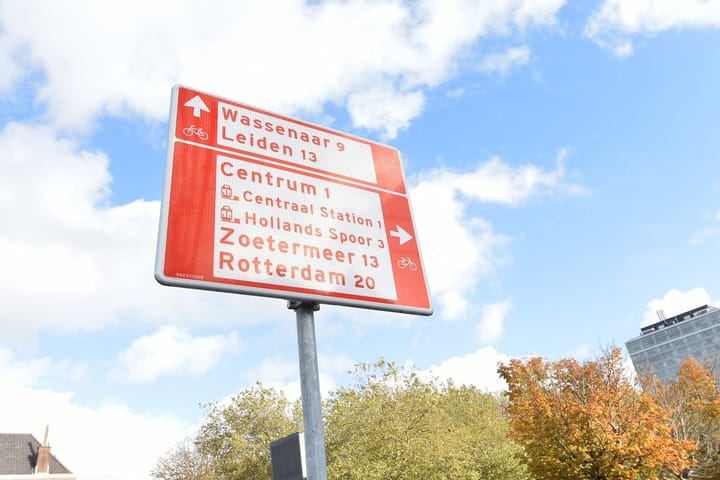 Wassenaar 9
Leiden 13
Centrum 1
Centraal Station 1
Hollands Spoor 3
Zoetermeer 13
Rotterdam 20